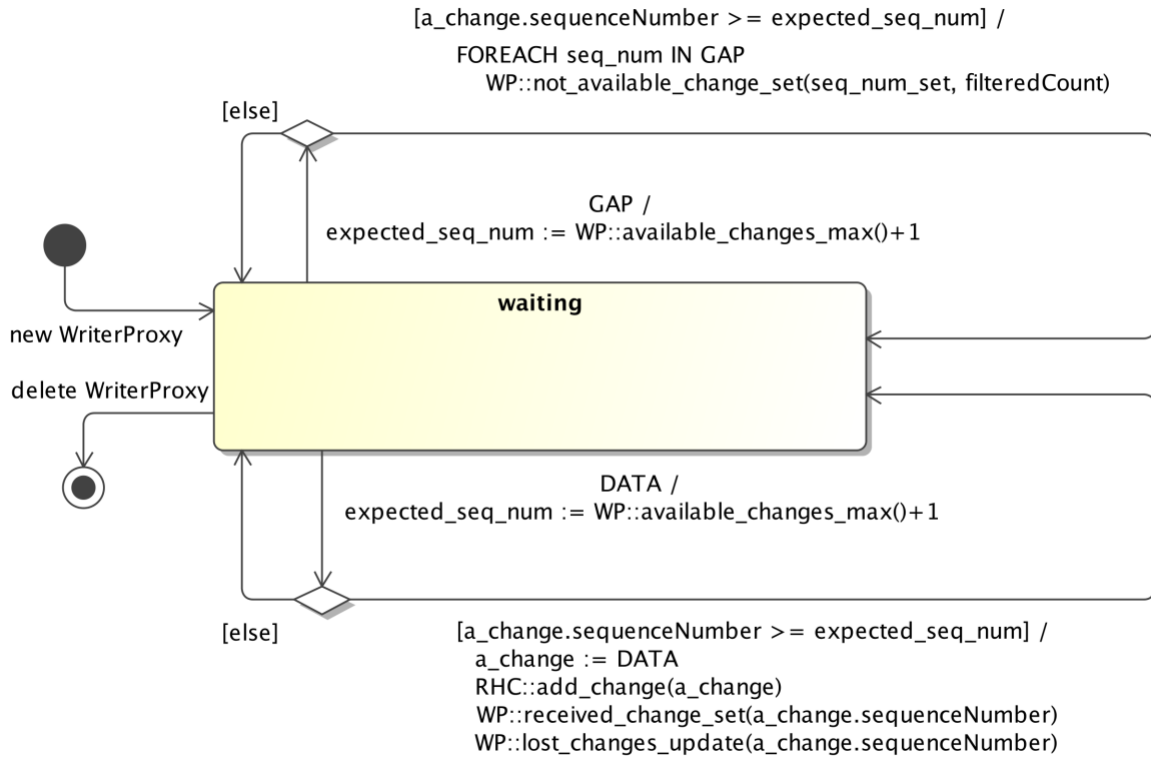 [a_change.sequenceNumber >= expected_seq_num] /
FOREACH seq_num IN GAP
WP::not_available_change_set(seq_num_set, filteredCount)
[else]
GAP /
expected_seq_num := WP::available_changes_max()+1
waiting
new WriterProxy
delete WriterProxy
DATA /
expected_seq_num := WP::available_changes_max()+1
[else]
[a_change.sequenceNumber >= expected_seq_num] /
a_change := DATA
RHC::add_change(a_change)
WP::received_change_set(a_change.sequenceNumber)
WP::lost_changes_update(a_change.sequenceNumber)